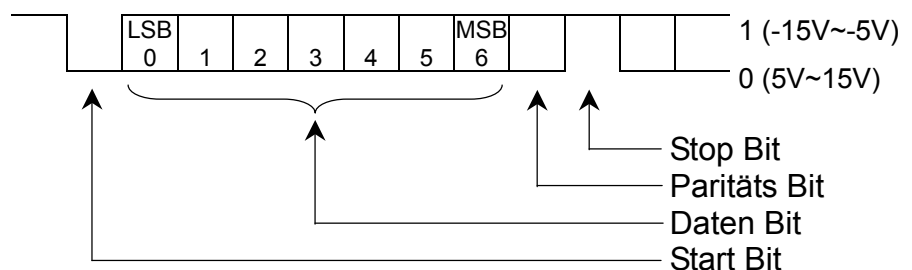 LSB MSB 1 (-15V~-5V)
0 1 2 3 4 5 6
0 (5V~15V)
Stop Bit
Paritäts Bit
Daten Bit
Start Bit